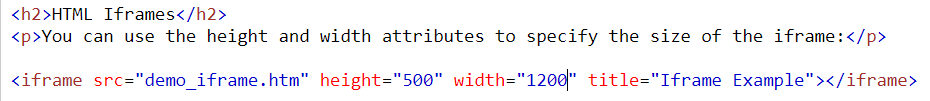 <h2>HTML Iframes</h2>
<p>You can use the height and width attributes to specify the size of the iframe:</p>
<iframe src="demo_iframe.htm" height="500" width="1200" title="Iframe Example"></iframe>